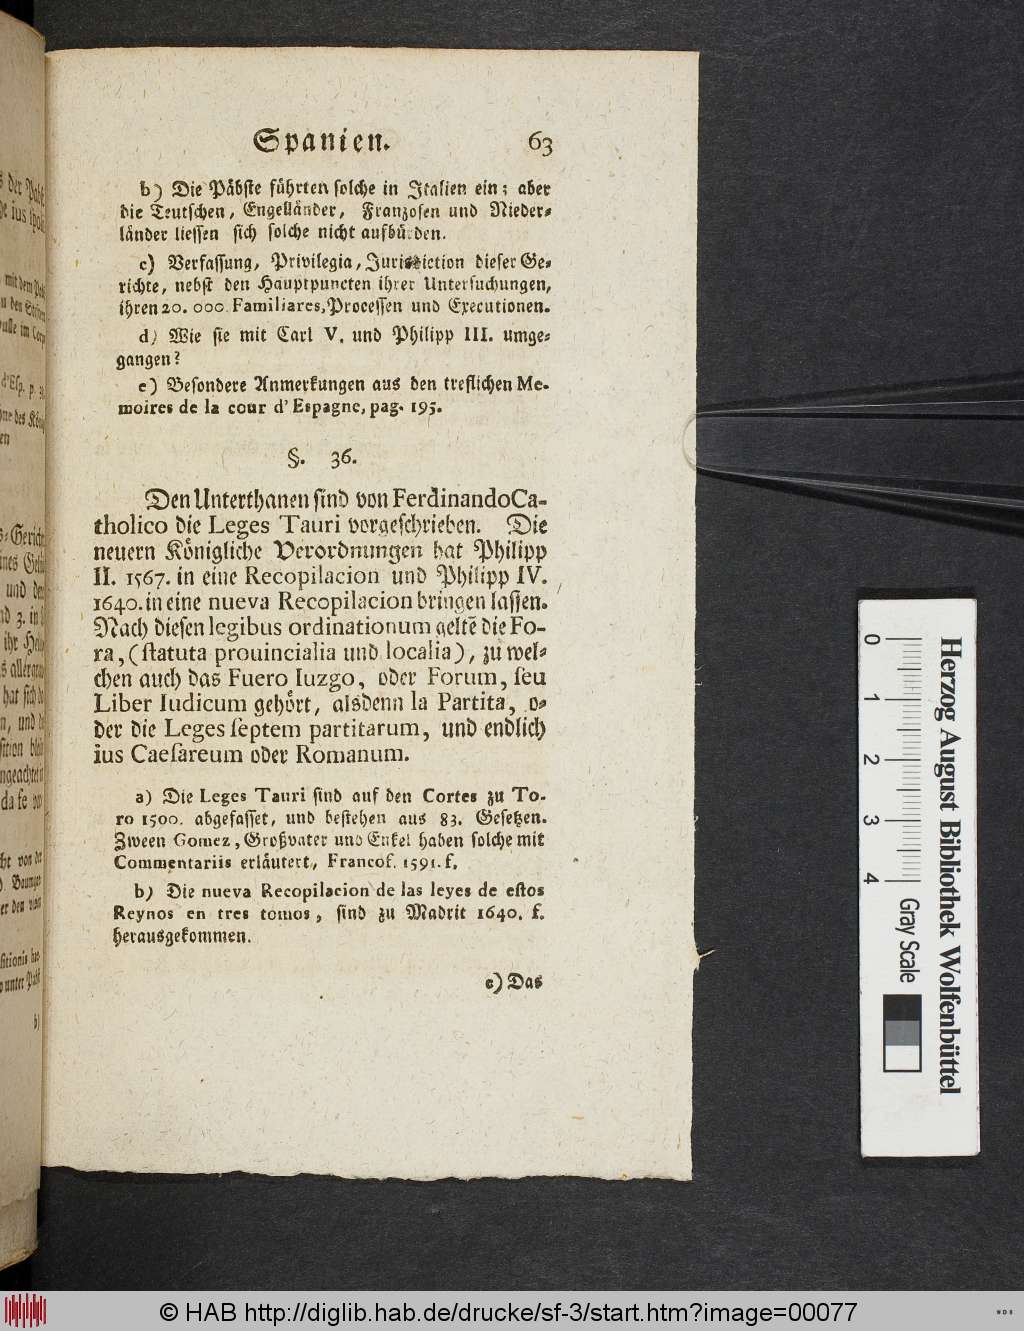 Spanien. 63
b) Die Päbste führten solche in Italien ein; aber
die Teutschen, Engelländer, Franzosen und Nieder-
länder liessen sich solche nicht aufbürden.
c) Verfassung, Privilegia, Jurisdiction dieser Ge-
richte, nebst den Hauptpuncten ihrer Untersuchungen,
ihren 20. 000. Familiares, Processen und Executionen.
d) Wie sie mit Carl V. und Philipp III. umge-
gangen?
e) Besondere Anmerkungen aus den treflichen Me-
moires de la cour d' Espagne, pag. 195.
§. 36.
Den Unterthanen sind von Ferdinando Ca-
tholico die Leges Tauri vorgeschrieben. Die
neuern Königliche Verordnungen hat Philipp
II. 1567. in eine Recopilacion und Philipp IV.
1640. in eine nueva Recopilacion bringen lassen.
Nach diesen legibus ordinationum geltē die Fo-
ra, (statuta prouincialia und localia), zu wel-
chen auch das Fuero Iuzgo, oder Forum, seu
Liber Iudicum gehört, alsdenn la Partita, o-
der die Leges septem partitarum, und endlich
ius Caesareum oder Romanum.
a) Die Leges Tauri sind auf den Cortes zu To-
ro 1500. abgefasset, und bestehen aus 83. Gesetzen.
Zween Gomez, Großvater und Enkel haben solche mit
Commentariis erläutert, Francof. 1591. f.
b) Die nueva Recopilacion de las leyes de estos
Reynos en tres tomos, sind zu Madrit 1640. f.
herausgekommen.
c) Das
0 1 2 3 4
Gray Scale
Herzog August Bibliothek Wolfenbüttel
© HAB http://diglib.hab.de/drucke/sf-3/start.htm?image=00077